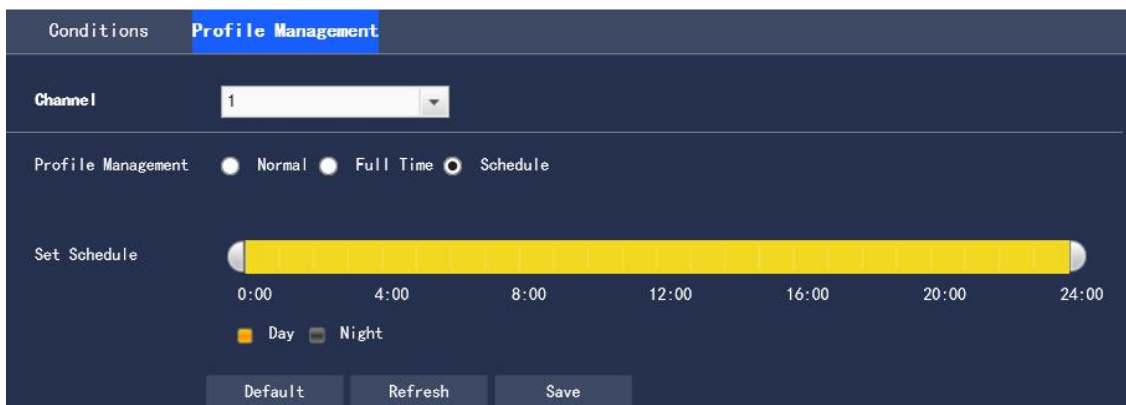 Conditions Profile Management
Channel 1
Profile Management Normal Full Time Schedule
Set Schedule
0:00 4:00 8:00 12:00 16:00 20:00 24:00
Day Night
Default Refresh Save